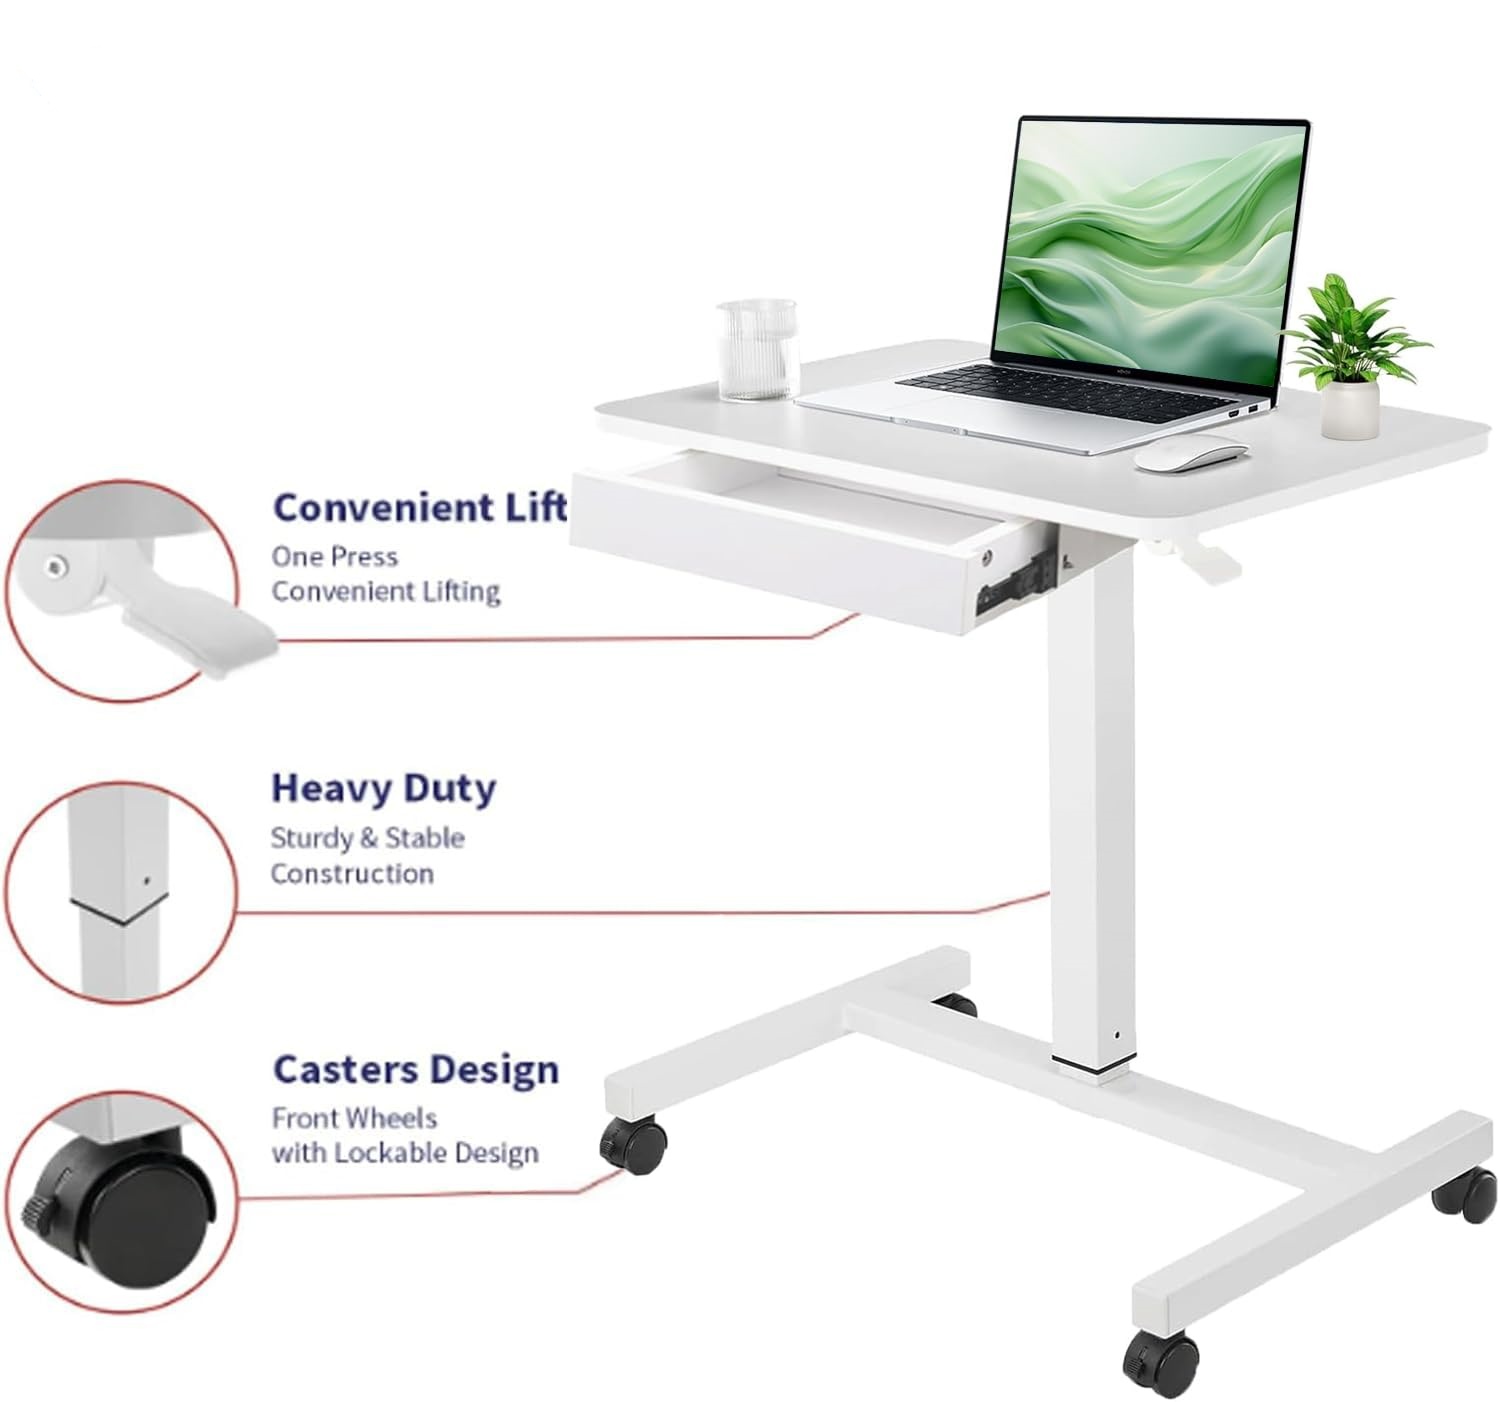 Convenient Lift
One Press
Convenient Lifting
Heavy Duty
Sturdy & Stable
Construction
Casters Design
Front Wheels
with Lockable Design